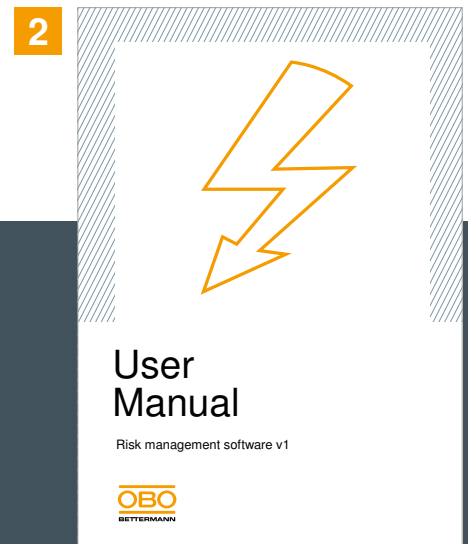 2
User
Manual
Risk management software v1
OBO
BETTERMANN